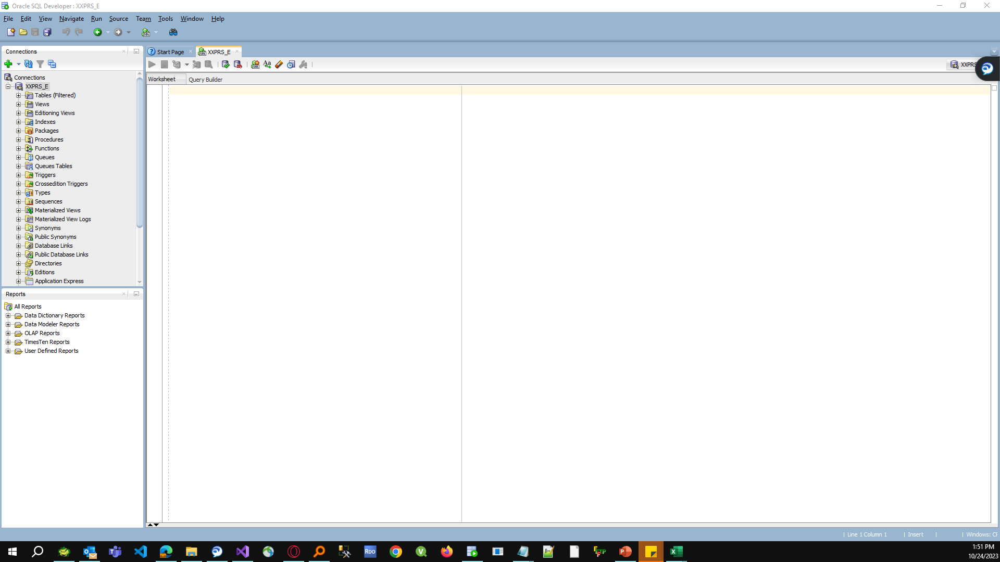 Oracle SQL Developer : XXPRS_E
File Edit View Navigate Run Source Team Tools Window Help
Connections
Start Page
XXPRS_E
XXPRS
Worksheet
Query Builder
Connections
XXPRS_E
Tables (Filtered)
Views
Editioning Views
Indexes
Packages
Procedures
Functions
Queues
Queues Tables
Triggers
Crossedition Triggers
Types
Sequences
Materialized Views
Materialized View Logs
Synonyms
Public Synonyms
Database Links
Public Database Links
Directories
Editions
Application Express
Reports
All Reports
Data Dictionary Reports
Data Modeler Reports
OLAP Reports
TimesTen Reports
User Defined Reports
Line 1 Column 1
Insert
Windows: CF
1:51 PM
10/24/2023